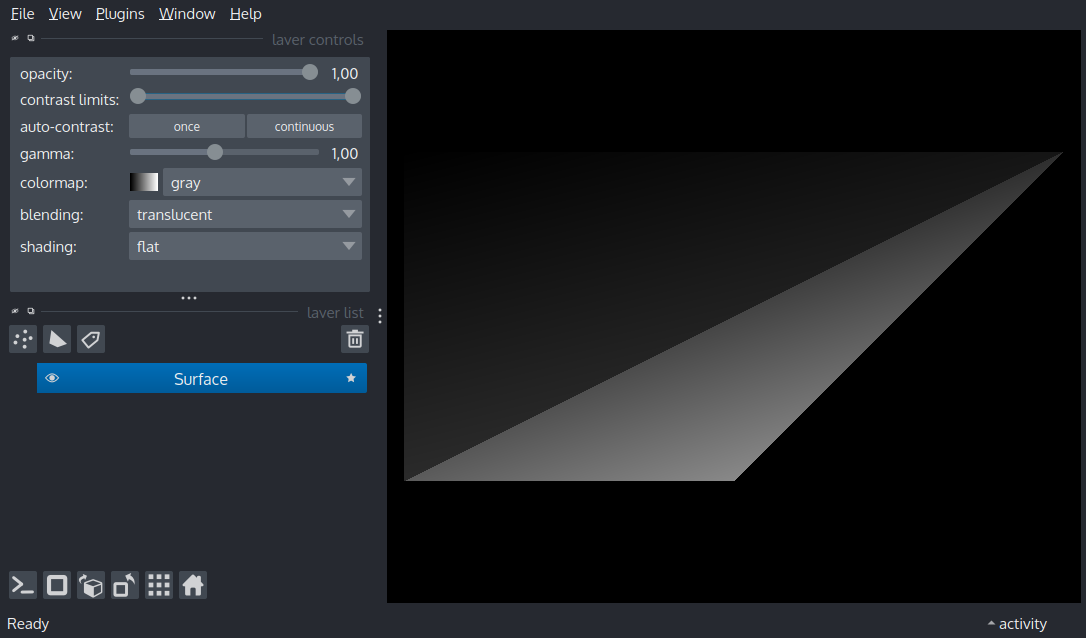 File View Plugins Window Help
layer controls
opacity: 1,00
contrast limits:
auto-contrast: once continuous
gamma: 1,00
colormap: gray
blending: translucent
shading: flat
layer list
Surface
Ready
activity